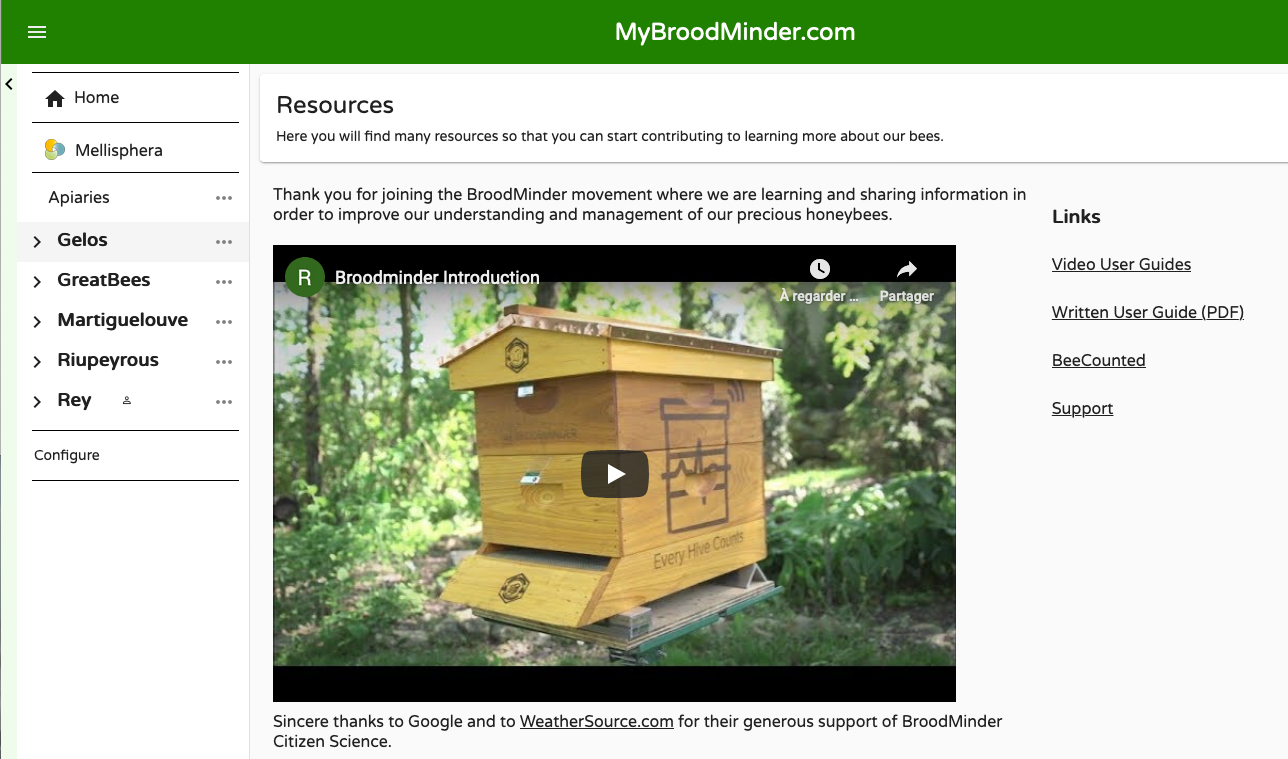 MyBroodMinder.com
Home
Mellisphera
Apiaries
Gelos
GreatBees
Martiguelouve
Riupeyrous
Rey
Configure
Resources
Here you will find many resources so that you can start contributing to learning more about our bees.
Thank you for joining the BroodMinder movement where we are learning and sharing information in
order to improve our understanding and management of our precious honeybees.
R
Broodminder Introduction
À regarder ...
Partager
BROODMINDER
Every Hive Counts
Sincere thanks to Google and to WeatherSource.com for their generous support of BroodMinder
Citizen Science.
Links
Video User Guides
Written User Guide (PDF)
BeeCounted
Support